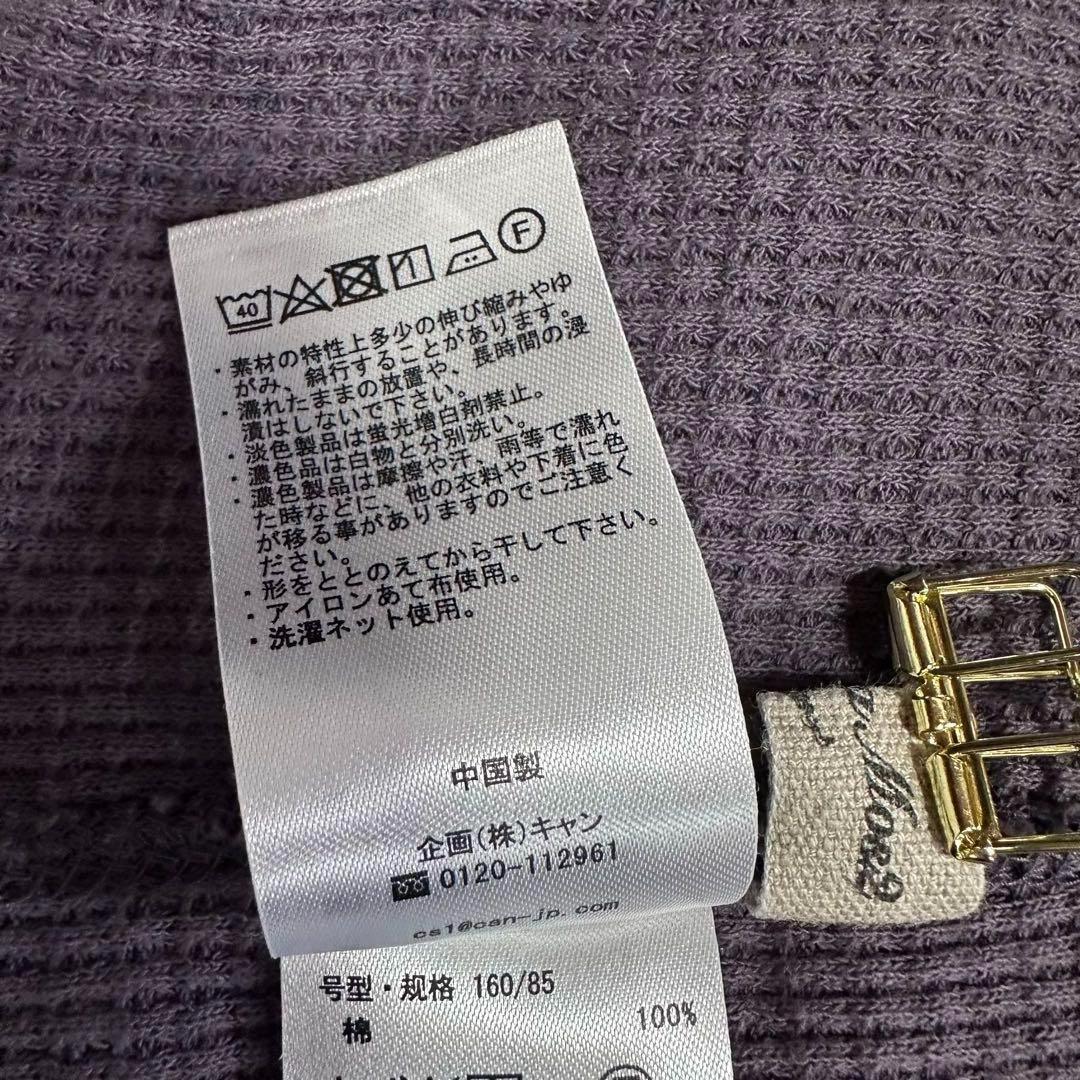 40 F
・素材の特性上多少の伸び縮みやゆ
がみ、斜行することがあります。
・濡れたままの放置や、長時間の湿
潰はしないで下さい。
・淡色製品は蛍光増白剤禁止。
・濃色品は白物と分別洗い。
・濃色製品は摩擦や汗、雨等で濡れ
た時などに、他の衣料や下着に色
が移る事がありますのでご注意く
ださい。
・形をととのえてから干して下さい。
・アイロンあて布使用。
・洗濯ネット使用。
中国製
企画(株)キャン
0120-112961
cs1@can-jp.com
号型・规格 160/85
棉 100%